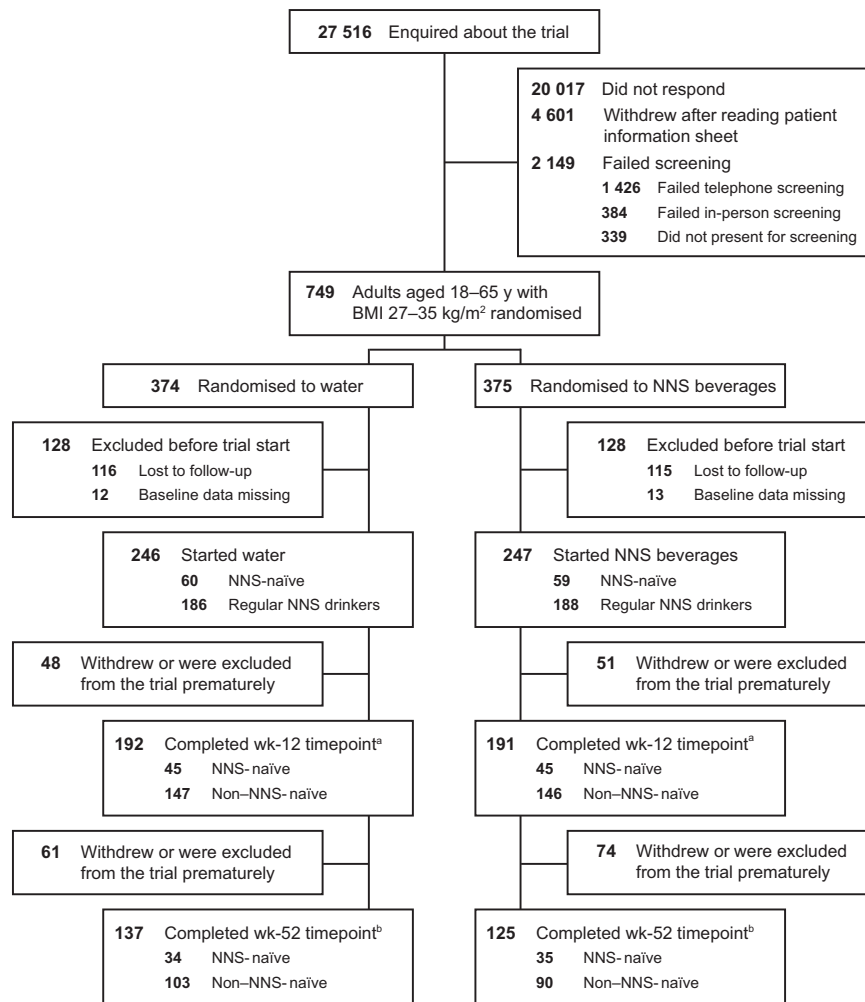 27 516 Enquired about the trial
20 017 Did not respond
4 601 Withdrew after reading patient
information sheet
2 149 Failed screening
1 426 Failed telephone screening
384 Failed in-person screening
339 Did not present for screening
749 Adults aged 18–65 y with
BMI 27–35 kg/m² randomised
374 Randomised to water
375 Randomised to NNS beverages
128 Excluded before trial start
116 Lost to follow-up
12 Baseline data missing
128 Excluded before trial start
115 Lost to follow-up
13 Baseline data missing
246 Started water
60 NNS-naïve
186 Regular NNS drinkers
247 Started NNS beverages
59 NNS-naïve
188 Regular NNS drinkers
48 Withdrew or were excluded
from the trial prematurely
51 Withdrew or were excluded
from the trial prematurely
192 Completed wk-12 timepointᵃ
45 NNS-naïve
147 Non–NNS-naïve
191 Completed wk-12 timepointᵃ
45 NNS-naïve
146 Non–NNS-naïve
61 Withdrew or were excluded
from the trial prematurely
74 Withdrew or were excluded
from the trial prematurely
137 Completed wk-52 timepointᵇ
34 NNS-naïve
103 Non–NNS-naïve
125 Completed wk-52 timepointᵇ
35 NNS-naïve
90 Non–NNS-naïve